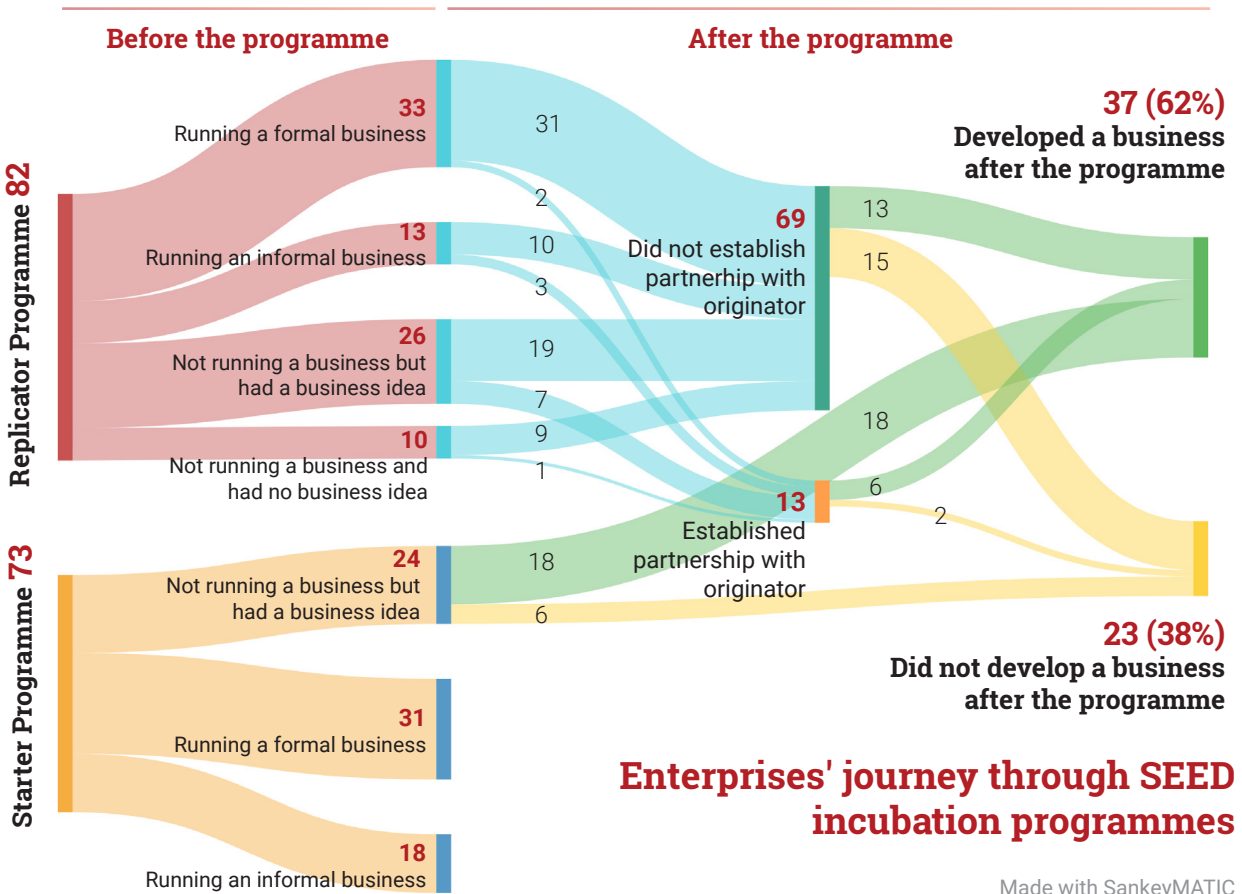 Before the programme
After the programme
Replicator Programme 82
33
Running a formal business
13
Running an informal business
26
Not running a business but
had a business idea
10
Not running a business and
had no business idea
31
2
10
3
19
7
9
1
69
Did not establish
partnerhip with
originator
13
Established
partnership with
originator
13
15
18
6
2
37 (62%)
Developed a business
after the programme
Starter Programme 73
24
Not running a business but
had a business idea
18
6
31
Running a formal business
18
Running an informal business
23 (38%)
Did not develop a business
after the programme
Enterprises' journey through SEED
incubation programmes
Made with SankeyMATIC